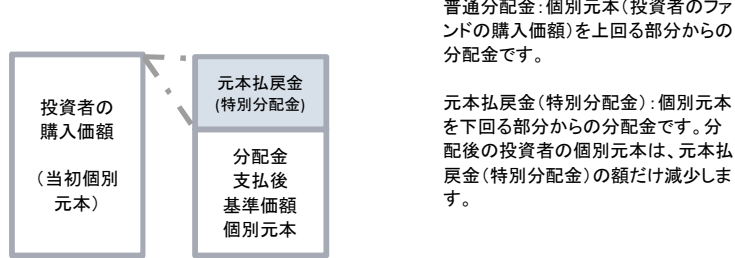 投資者の
購入価額
（当初個別
元本）
元本払戻金
(特別分配金)
分配金
支払後
基準価額
個別元本
普通分配金：個別元本（投資者のファ
ンドの購入価額）を上回る部分からの
分配金です。
元本払戻金（特別分配金）：個別元本
を下回る部分からの分配金です。分
配後の投資者の個別元本は、元本払
戻金（特別分配金）の額だけ減少しま
す。